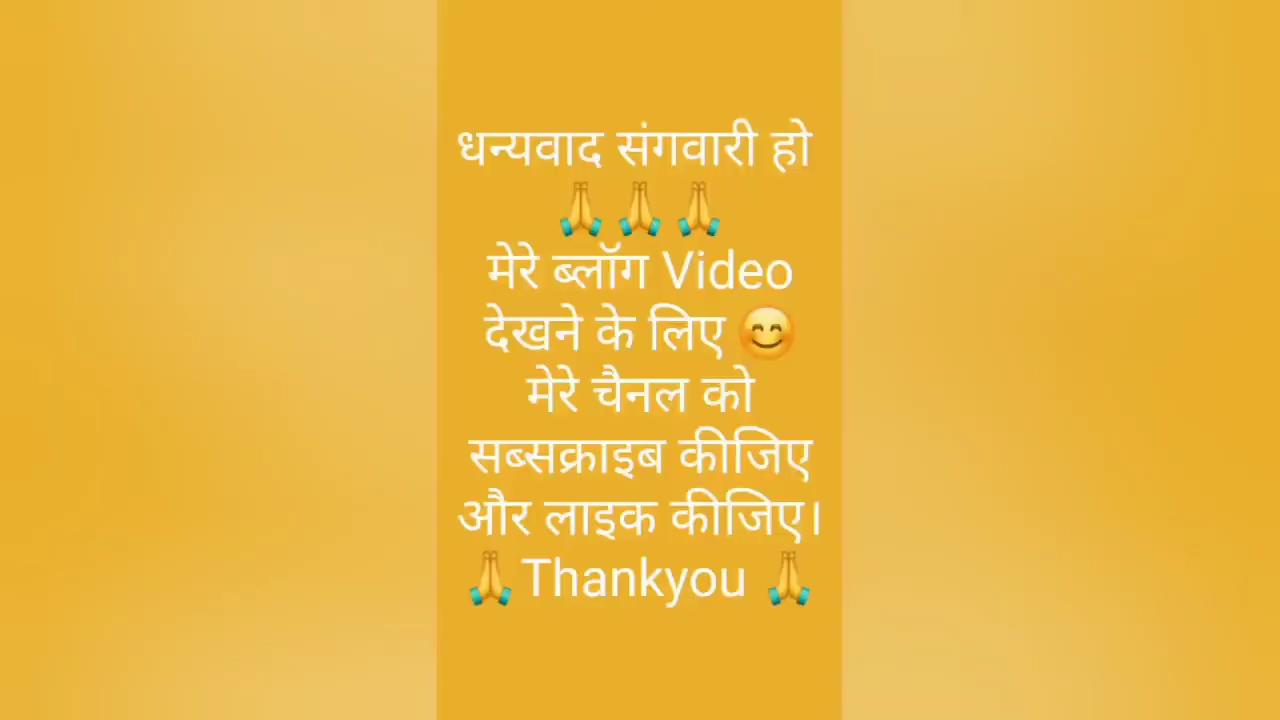 धन्यवाद संगवारी हो
🙏🙏🙏
मेरे ब्लॉग Video
देखने के लिए 😊
मेरे चैनल को
सब्सक्राइब कीजिए
और लाइक कीजिए।
🙏Thankyou 🙏